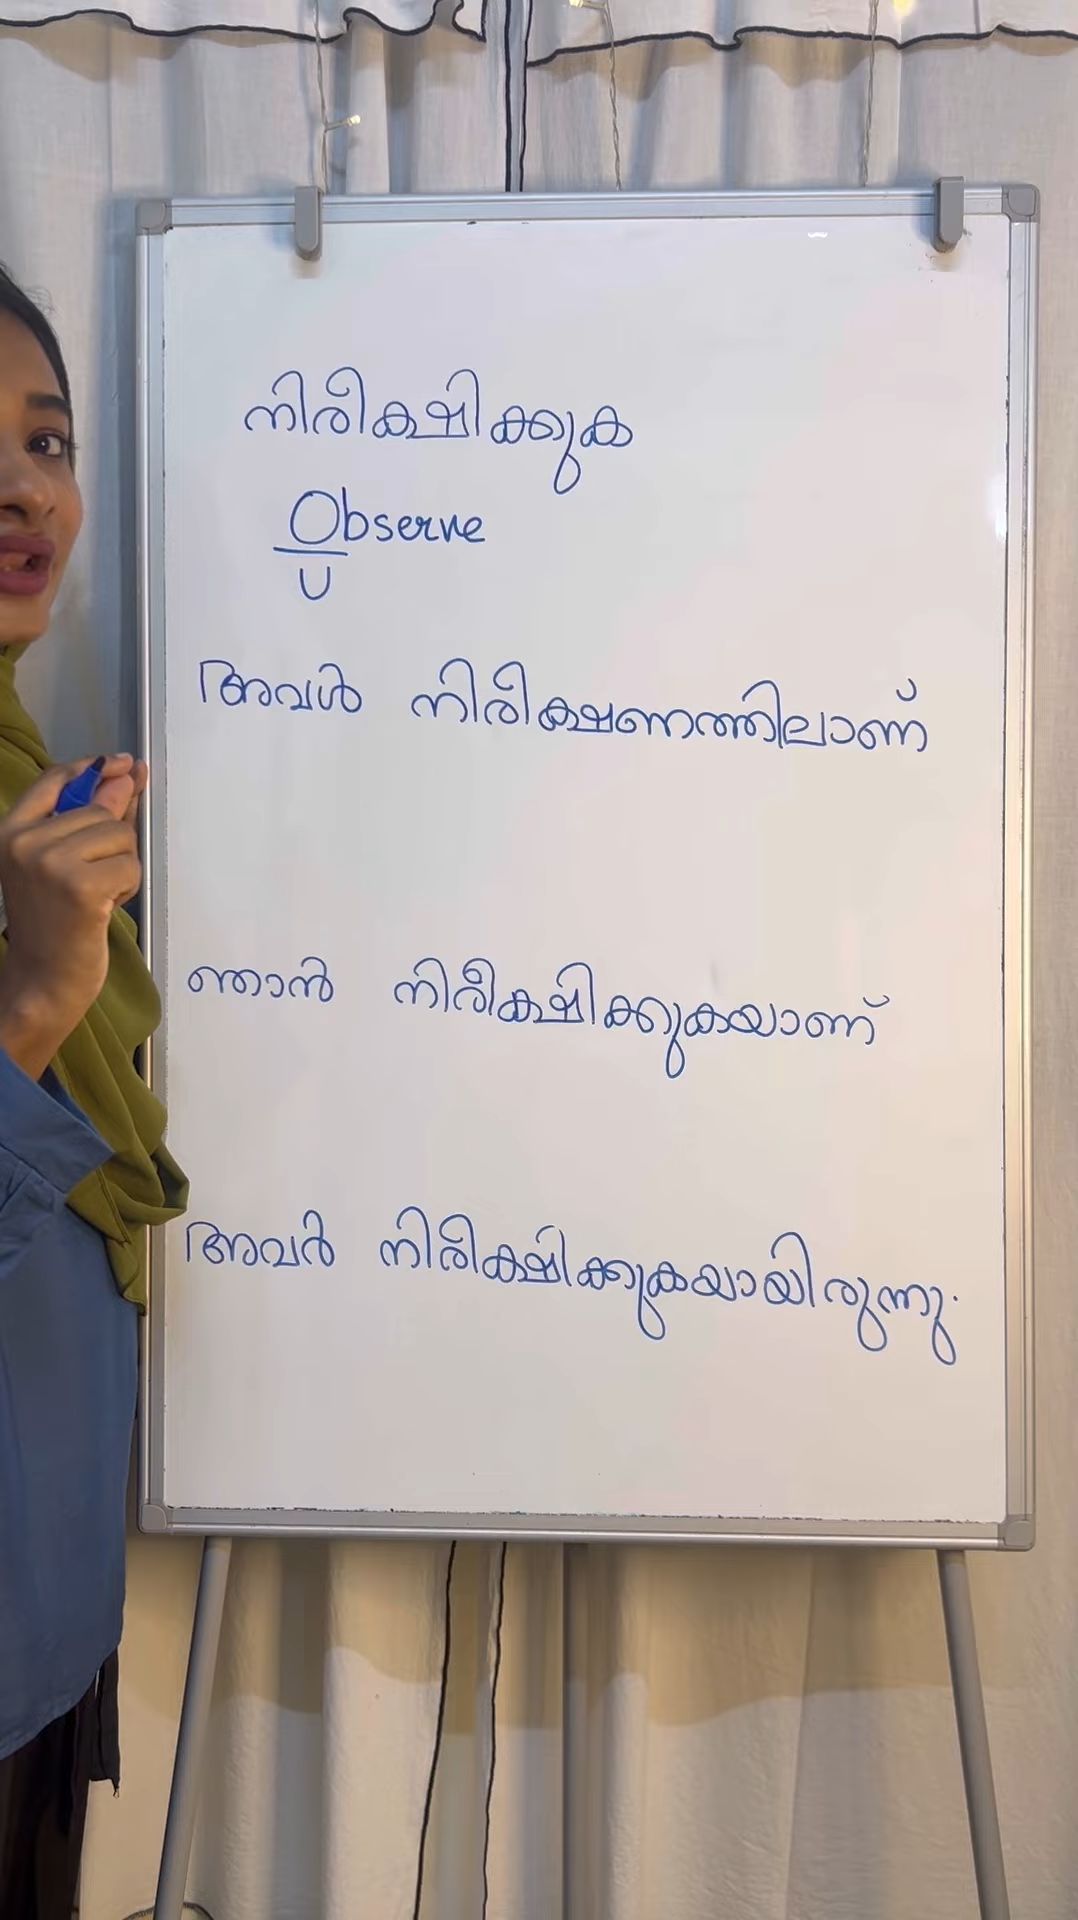 നിരീക്ഷിക്കുക
Observe
U
അവൾ നിരീക്ഷണത്തിലാണ്
ഞാൻ നിരീക്ഷിക്കുകയാണ്
അവർ നിരീക്ഷിക്കുകയായിരുന്നു.